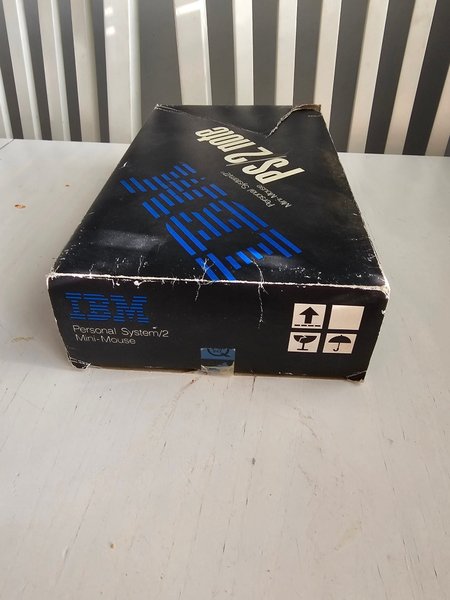 PS/2 note
Personal System/2
Mini-Mouse
IBM
IBM
Personal System/2
Mini-Mouse